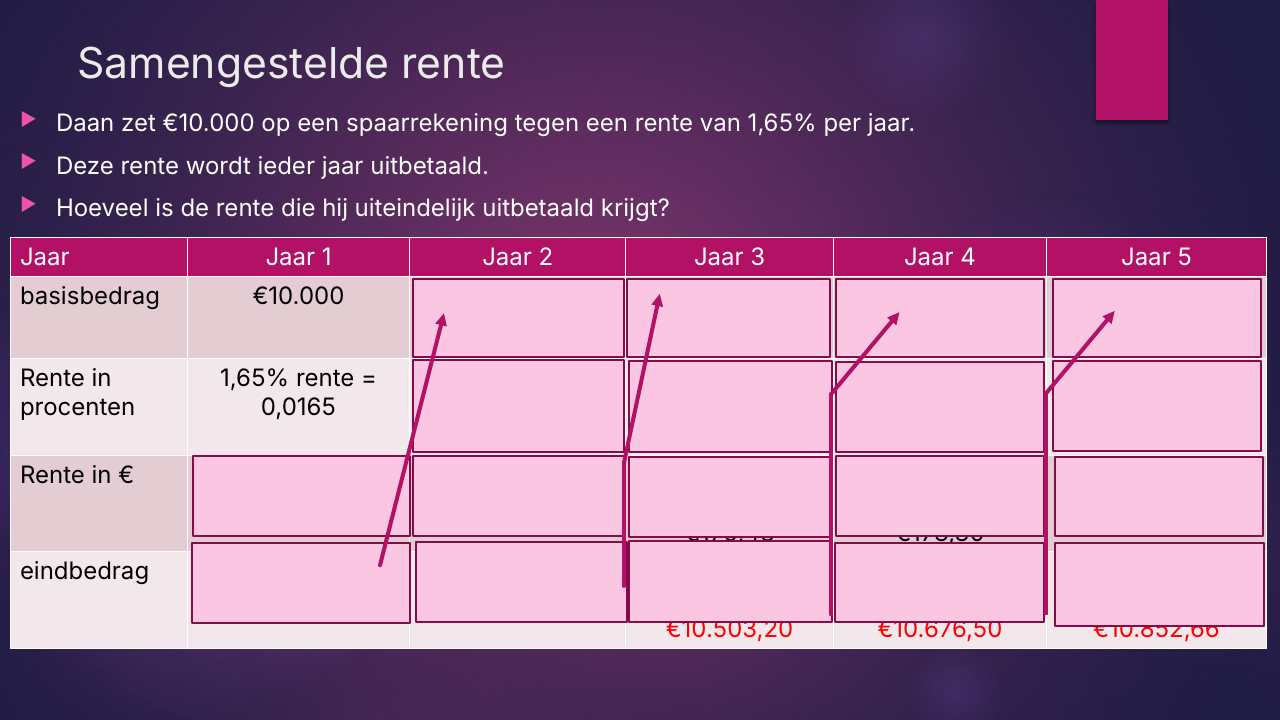 Samengestelde rente
Daan zet €10.000 op een spaarrekening tegen een rente van 1,65% per jaar.
Deze rente wordt ieder jaar uitbetaald.
Hoeveel is de rente die hij uiteindelijk uitbetaald krijgt?
Jaar Jaar 1 Jaar 2 Jaar 3 Jaar 4 Jaar 5
basisbedrag €10.000
Rente in procenten 1,65% rente = 0,0165
Rente in €
eindbedrag
€10.503,20 €10.676,50 €10.852,66